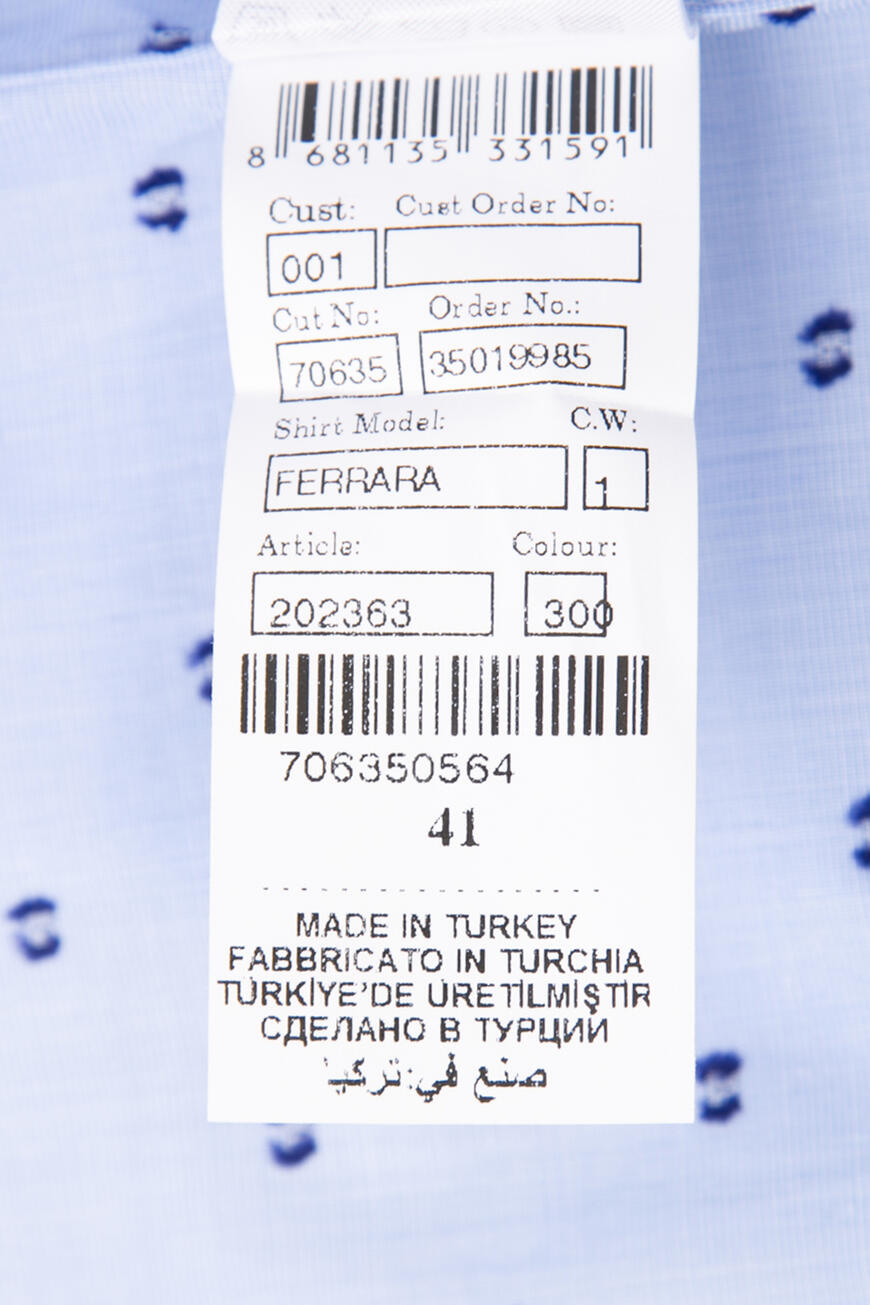 8 681135 331591
Cust: Cust Order No:
001
Cut No: Order No.:
70635 35019985
Shirt Model: C.W:
FERRARA 1
Article: Colour:
202363 300
706350564
41
MADE IN TURKEY
FABBRICATO IN TURCHIA
TÜRKİYE'DE ÜRETİLMİŞTİR
СДЕЛАНО В ТУРЦИИ
صنع في: تركيا